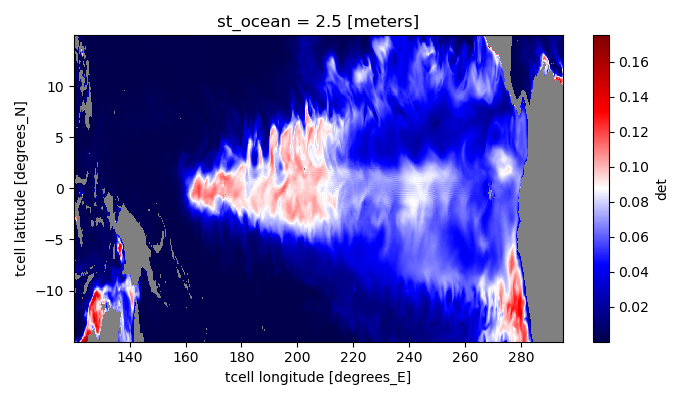 st_ocean = 2.5 [meters]
tcell latitude [degrees_N]
10
5
0
−5
−10
140 160 180 200 220 240 260 280
tcell longitude [degrees_E]
0.16
0.14
0.12
0.10
0.08
0.06
0.04
0.02
det